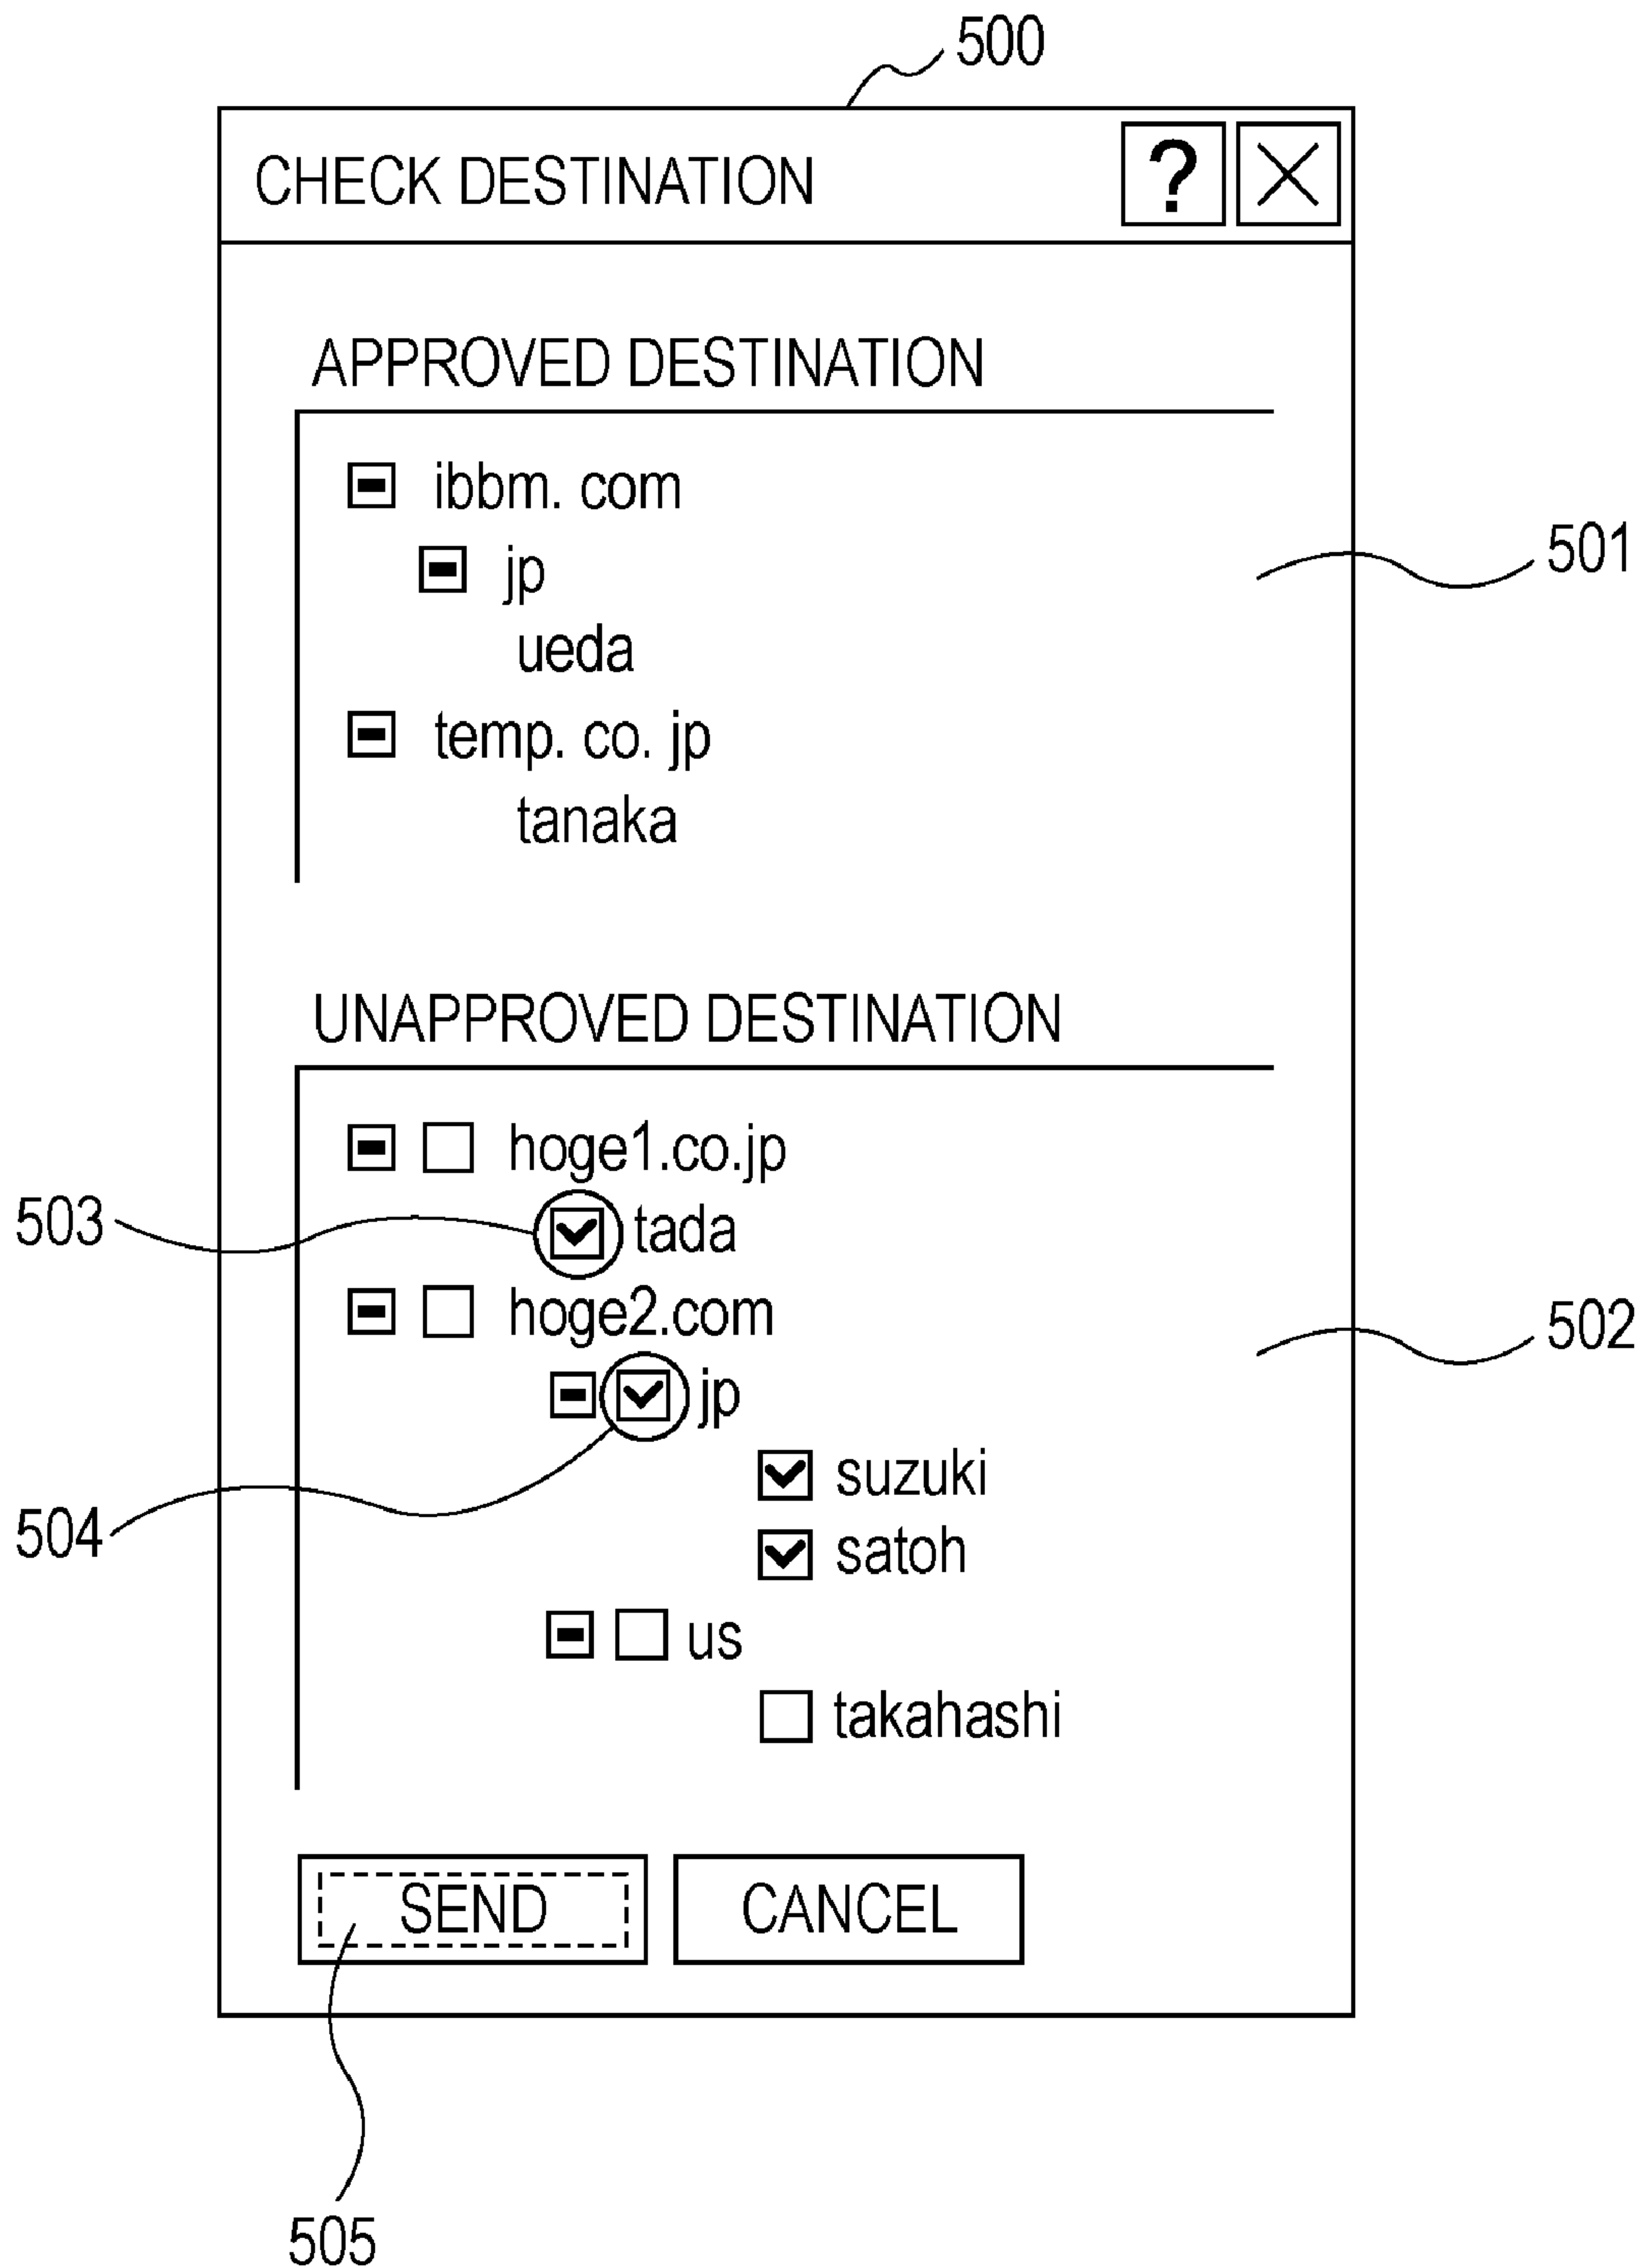 500
CHECK DESTINATION ?
APPROVED DESTINATION
ibbm. com
501
jp
ueda
temp. co. jp
tanaka
UNAPPROVED DESTINATION
hoge1.co.jp
503
tada
hoge2.com
502
jp
suzuki
504
satoh
us
takahashi
SEND CANCEL
505